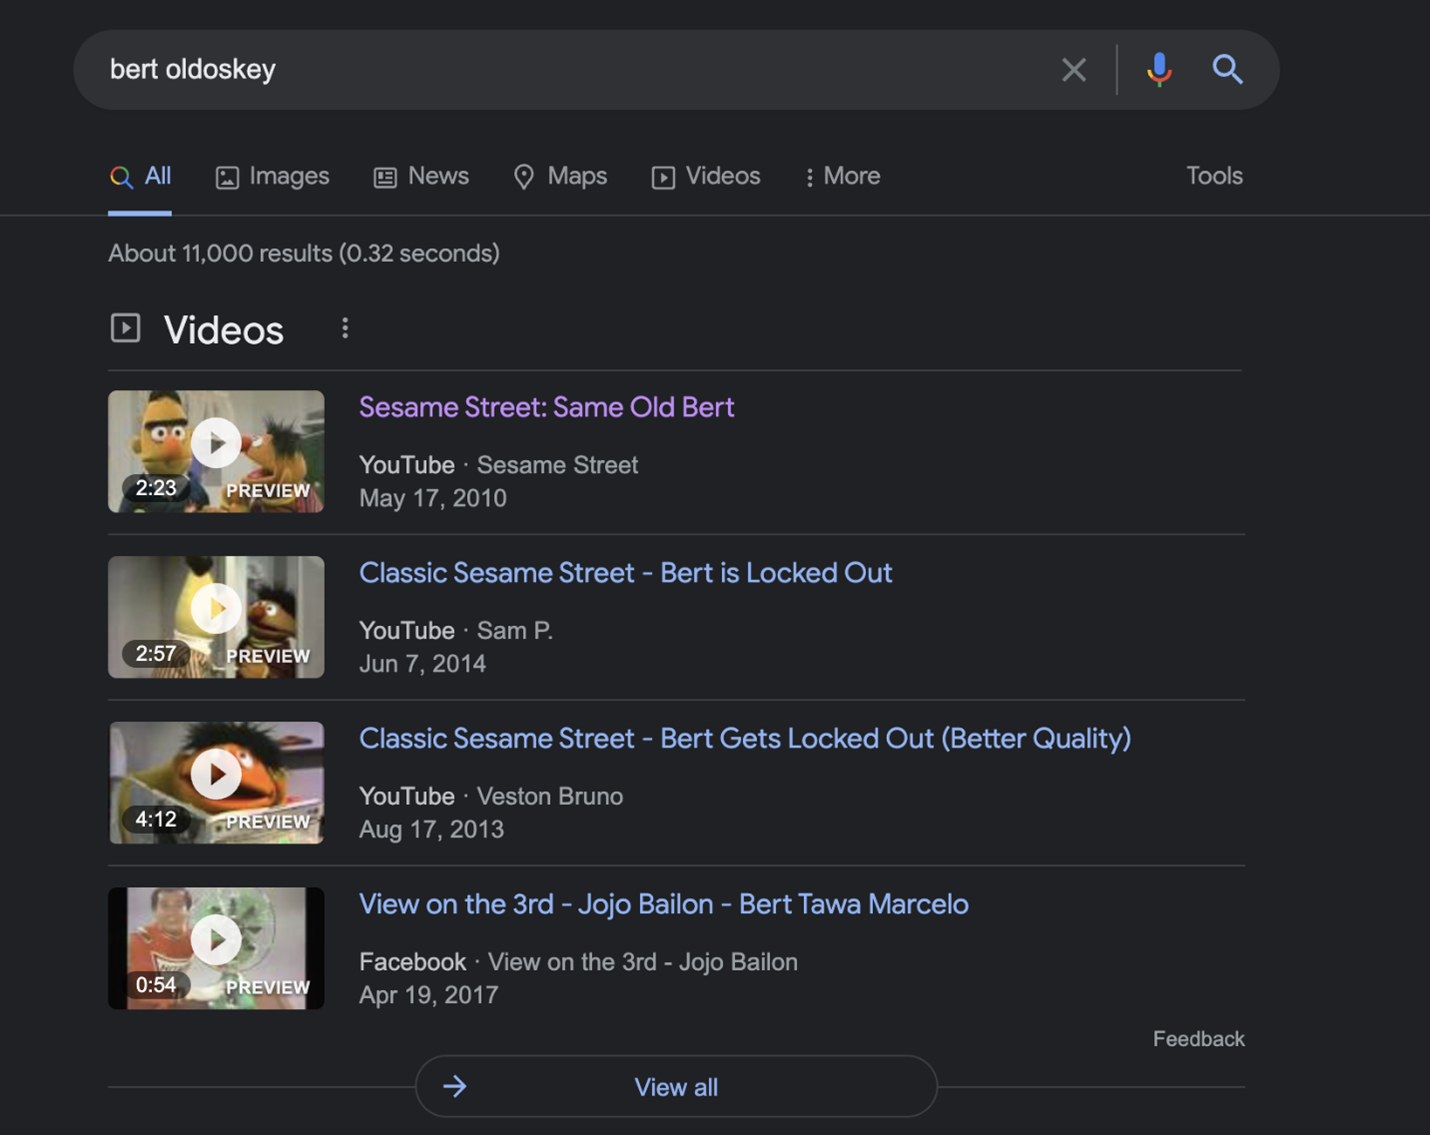 bert oldoskey
All Images News Maps Videos More Tools
About 11,000 results (0.32 seconds)
Videos
Sesame Street: Same Old Bert
YouTube · Sesame Street
May 17, 2010
2:23 PREVIEW
Classic Sesame Street - Bert is Locked Out
YouTube · Sam P.
Jun 7, 2014
2:57 PREVIEW
Classic Sesame Street - Bert Gets Locked Out (Better Quality)
YouTube · Veston Bruno
Aug 17, 2013
4:12 PREVIEW
View on the 3rd - Jojo Bailon - Bert Tawa Marcelo
Facebook · View on the 3rd - Jojo Bailon
Apr 19, 2017
0:54 PREVIEW
Feedback
View all